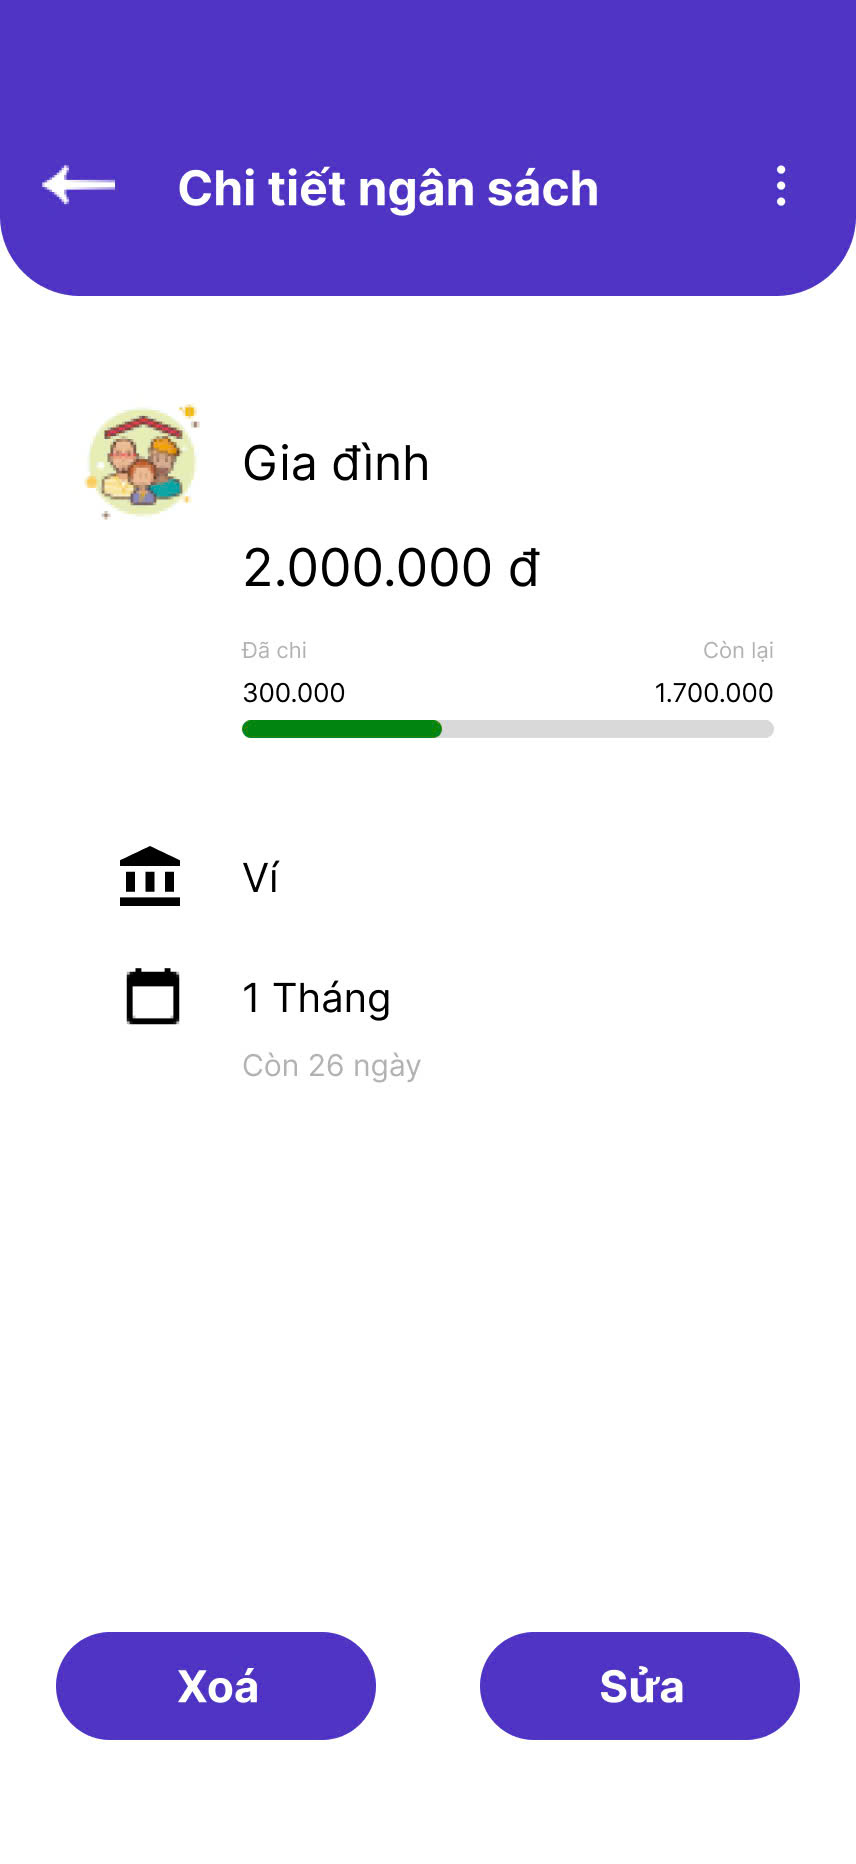 Chi tiết ngân sách
Gia đình
2.000.000 đ
Đã chi Còn lại
300.000 1.700.000
Ví
1 Tháng
Còn 26 ngày
Xoá Sửa